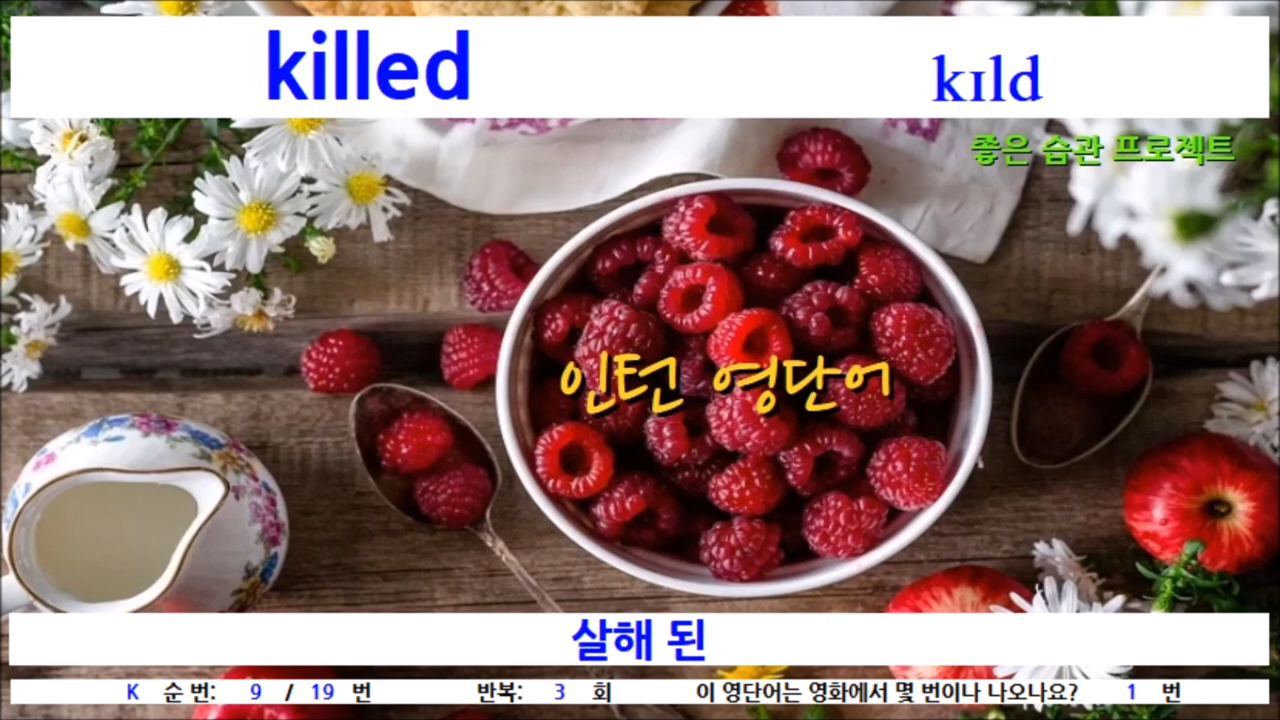 killed kɪld
좋은 습관 프로젝트
인턴 영단어
살해 된
K 순 번: 9 / 19 번 반복: 3 회 이 영단어는 영화에서 몇 번이나 나오나요? 1 번